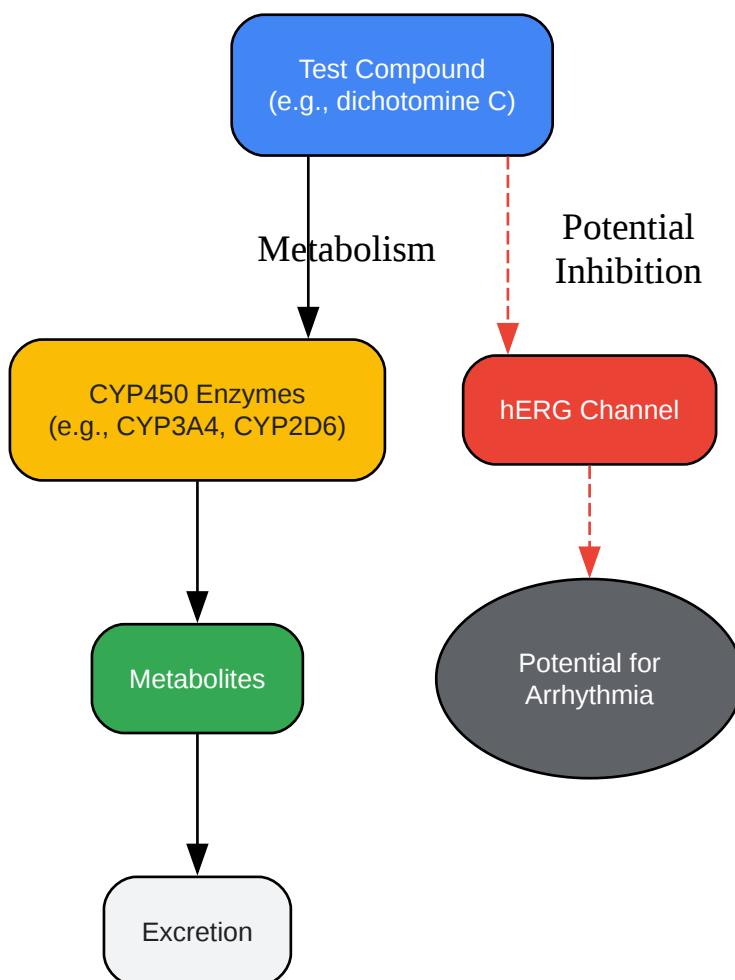 Test Compound
(e.g., dichotomine C)
Metabolism
Potential
Inhibition
CYP450 Enzymes
(e.g., CYP3A4, CYP2D6)
hERG Channel
Metabolites
Potential for
Arrhythmia
Excretion